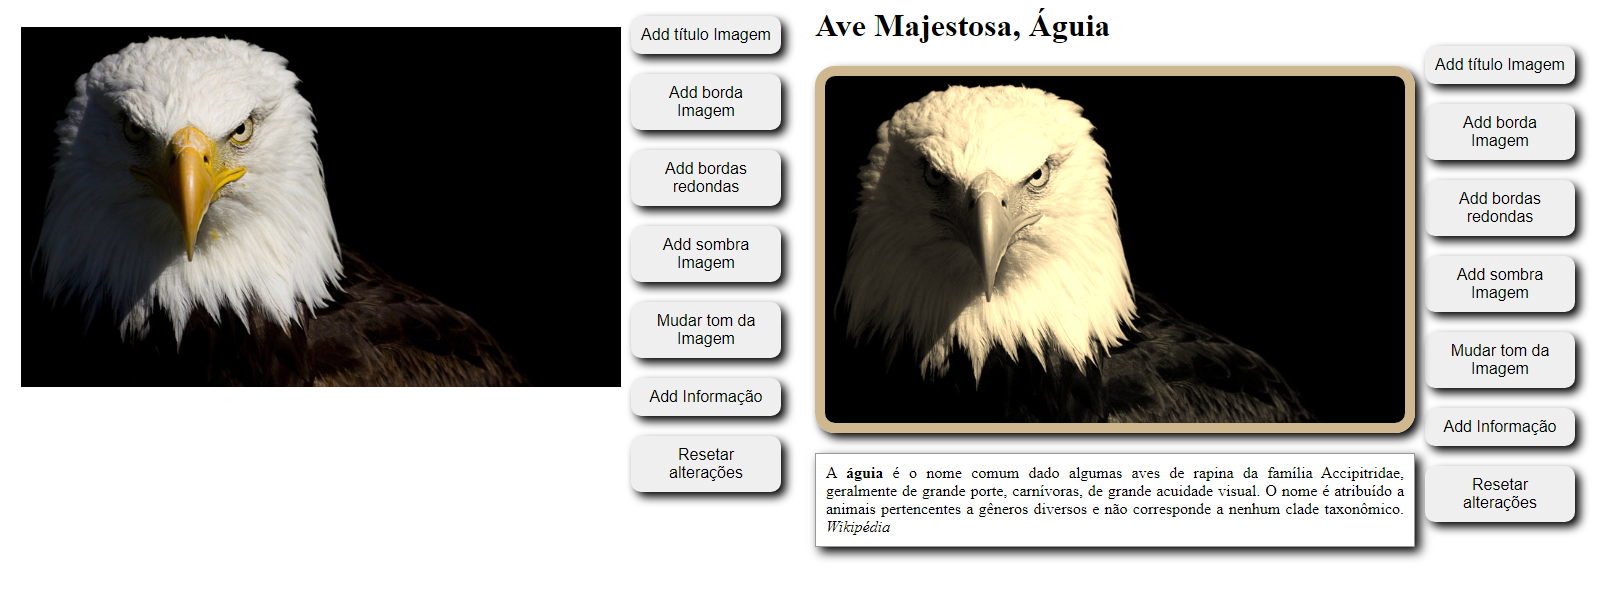 Add título Imagem
Add borda
Imagem
Add bordas
redondas
Add sombra
Imagem
Mudar tom da
Imagem
Add Informação
Resetar
alterações
Ave Majestosa, Águia
A águia é o nome comum dado algumas aves de rapina da família Accipitridae,
geralmente de grande porte, carnívoras, de grande acuidade visual. O nome é atribuído a
animais pertencentes a gêneros diversos e não corresponde a nenhum clade taxonômico.
Wikipédia
Add título Imagem
Add borda
Imagem
Add bordas
redondas
Add sombra
Imagem
Mudar tom da
Imagem
Add Informação
Resetar
alterações